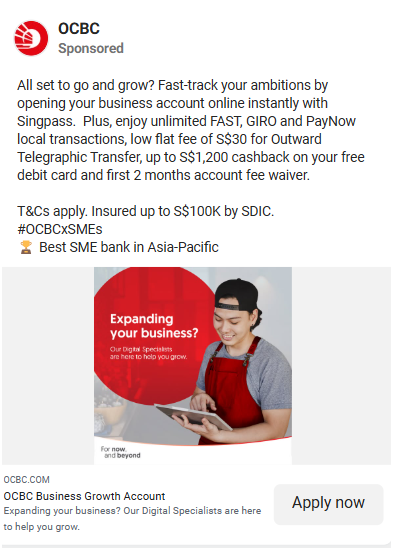 OCBC
Sponsored
All set to go and grow? Fast-track your ambitions by
opening your business account online instantly with
Singpass.  Plus, enjoy unlimited FAST, GIRO and PayNow
local transactions, low flat fee of S$30 for Outward
Telegraphic Transfer, up to S$1,200 cashback on your free
debit card and first 2 months account fee waiver.
T&Cs apply. Insured up to S$100K by SDIC.
#OCBCxSMEs
🏆 Best SME bank in Asia-Pacific
Expanding
your business?
Our Digital Specialists
are here to help you grow.
For now,
and beyond
OCBC.COM
OCBC Business Growth Account
Expanding your business? Our Digital Specialists are here
to help you grow.
Apply now